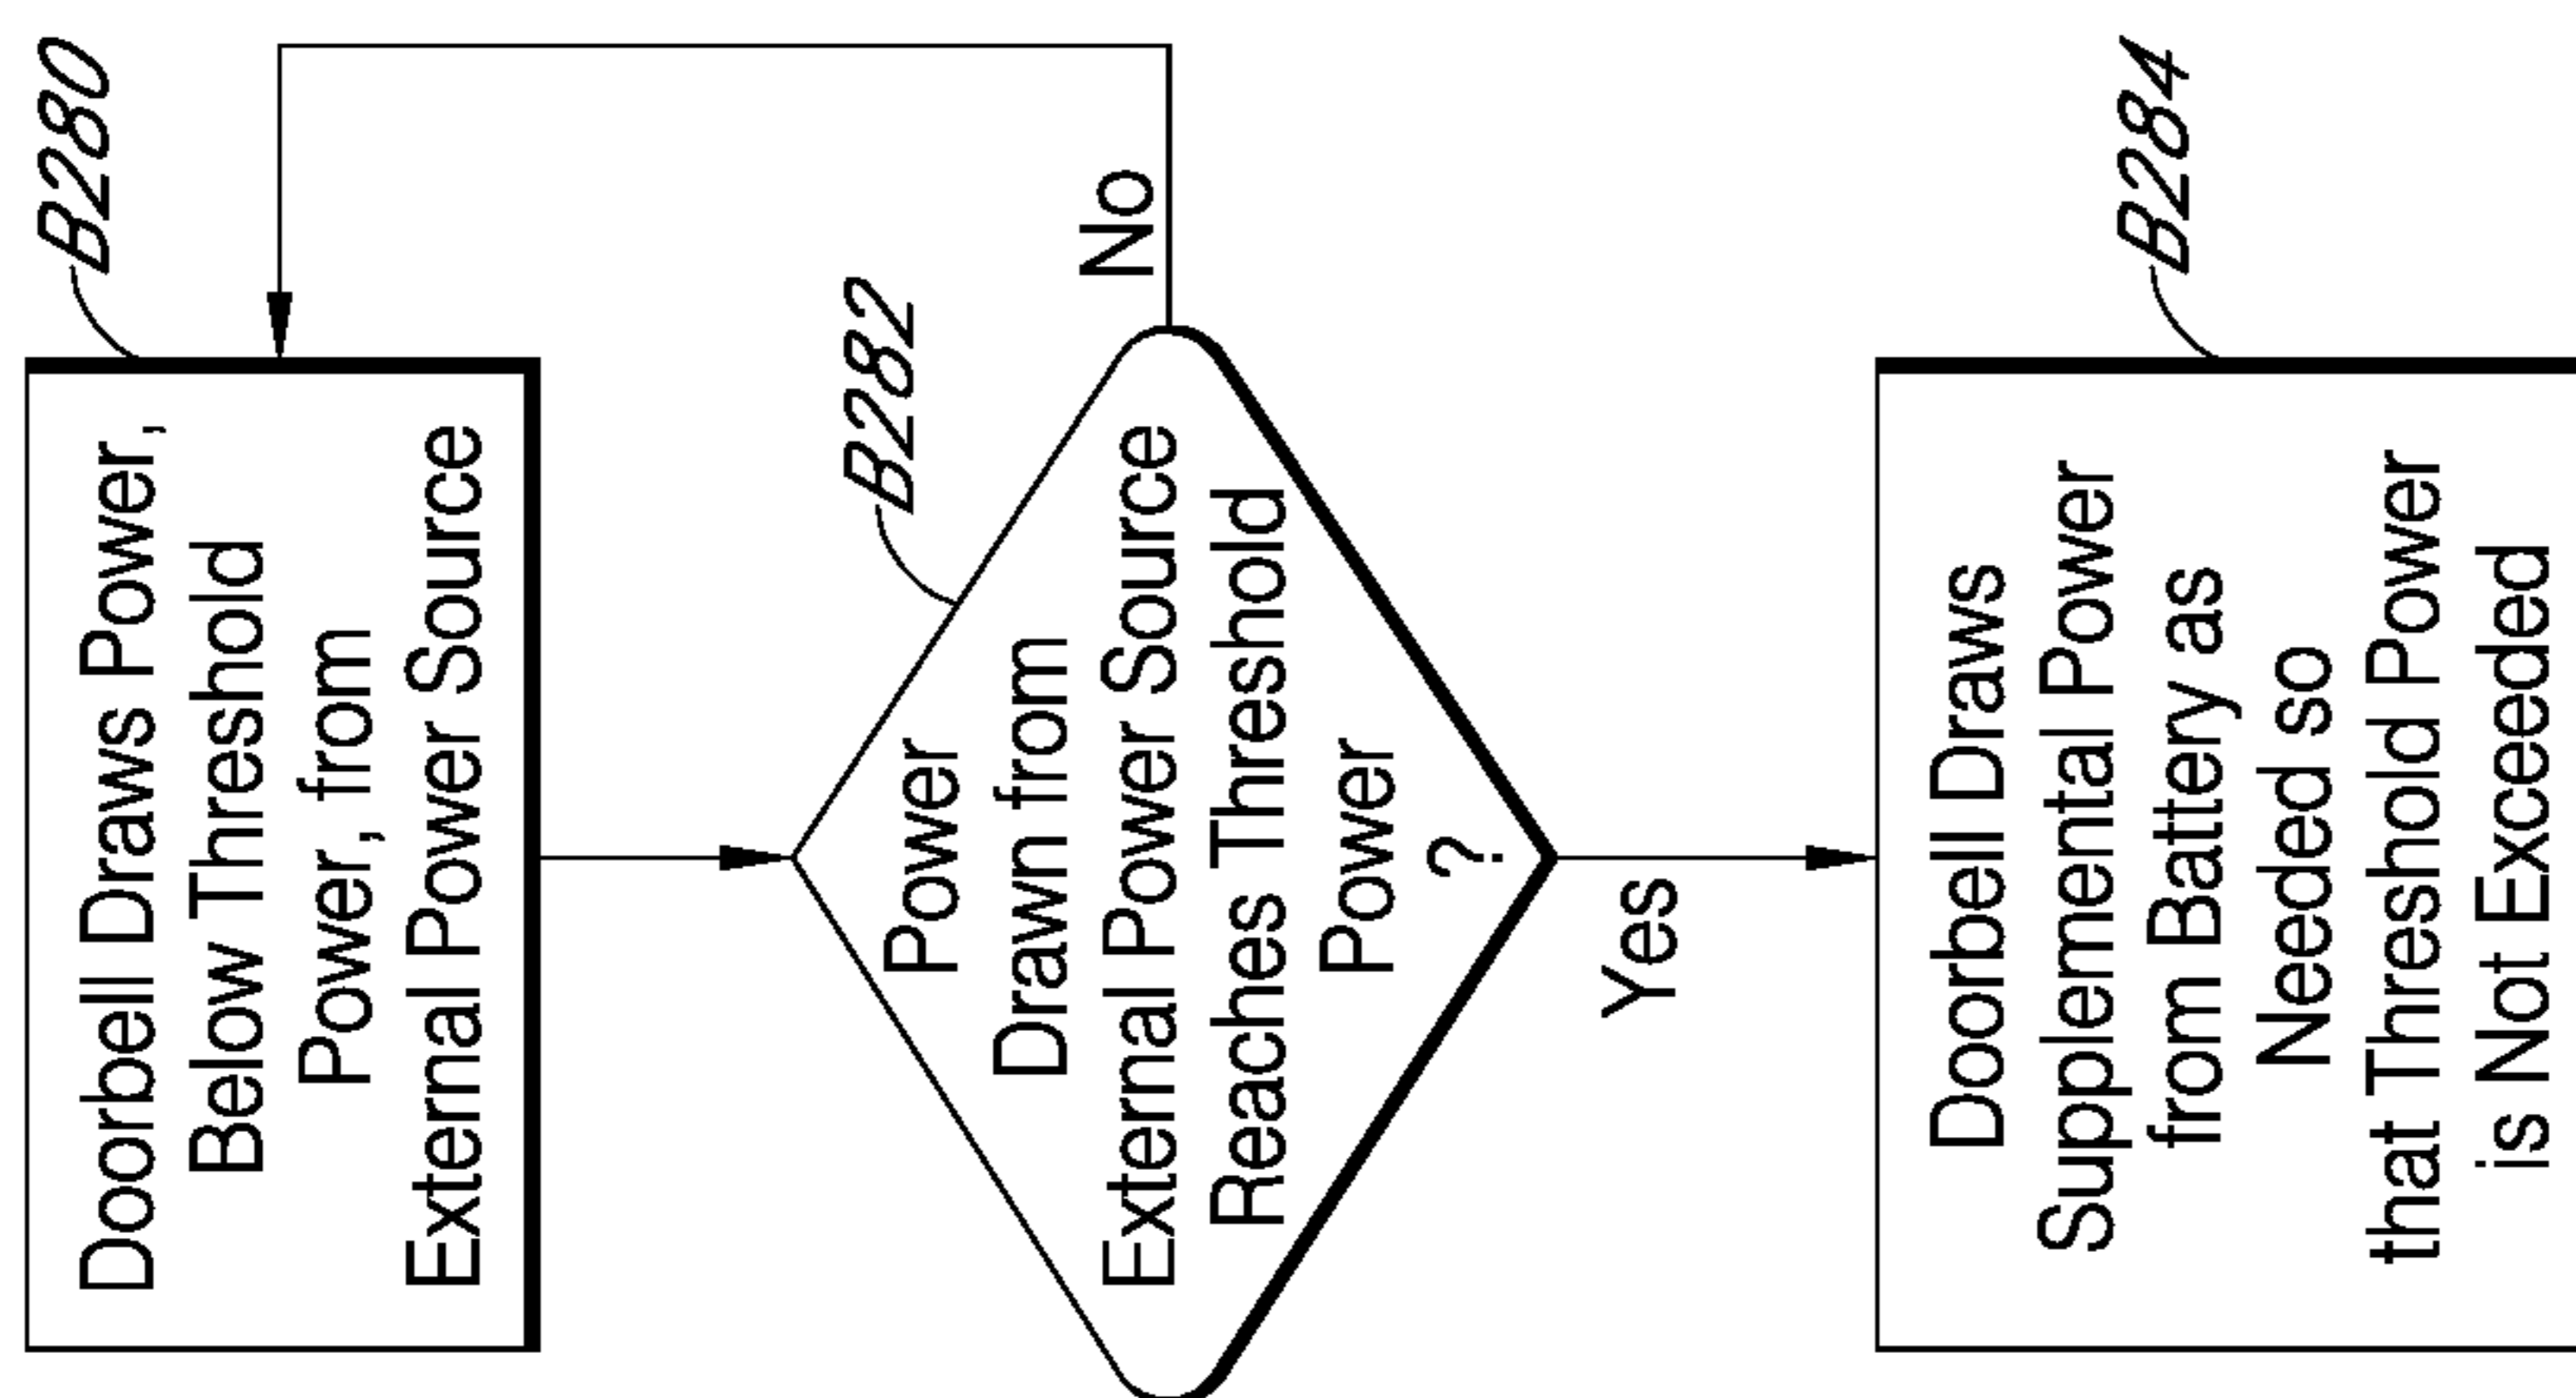 B280
Doorbell Draws Power,
Below Threshold
Power, from
External Power Source
B282
Power
Drawn from
External Power Source
Reaches Threshold
Power
?
No
Yes
B284
Doorbell Draws
Supplemental Power
from Battery as
Needed so
that Threshold Power
is Not Exceeded